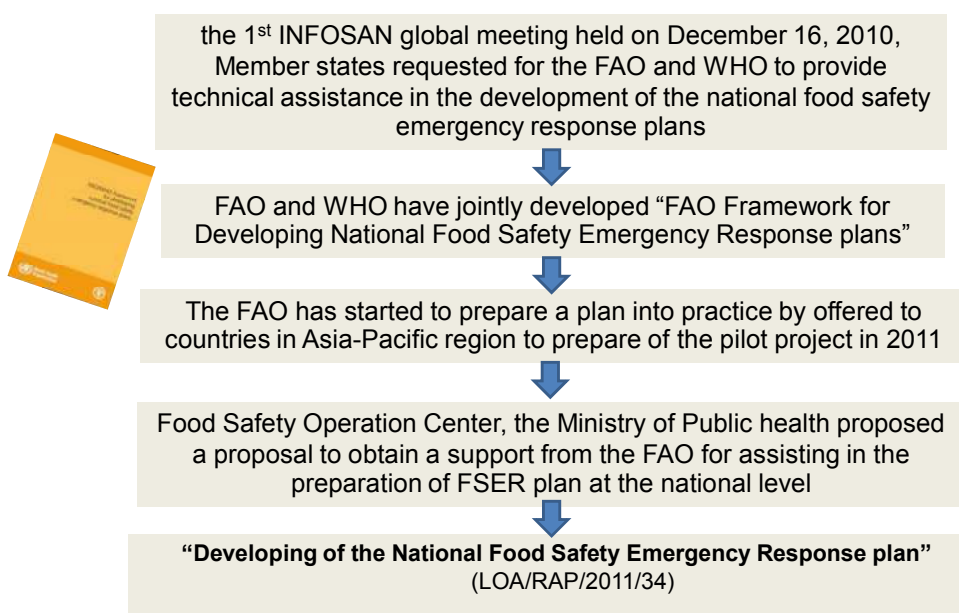 the 1st INFOSAN global meeting held on December 16, 2010,
Member states requested for the FAO and WHO to provide
technical assistance in the development of the national food safety
emergency response plans
FAO and WHO have jointly developed “FAO Framework for
Developing National Food Safety Emergency Response plans”
The FAO has started to prepare a plan into practice by offered to
countries in Asia-Pacific region to prepare of the pilot project in 2011
Food Safety Operation Center, the Ministry of Public health proposed
a proposal to obtain a support from the FAO for assisting in the
preparation of FSER plan at the national level
“Developing of the National Food Safety Emergency Response plan”
(LOA/RAP/2011/34)